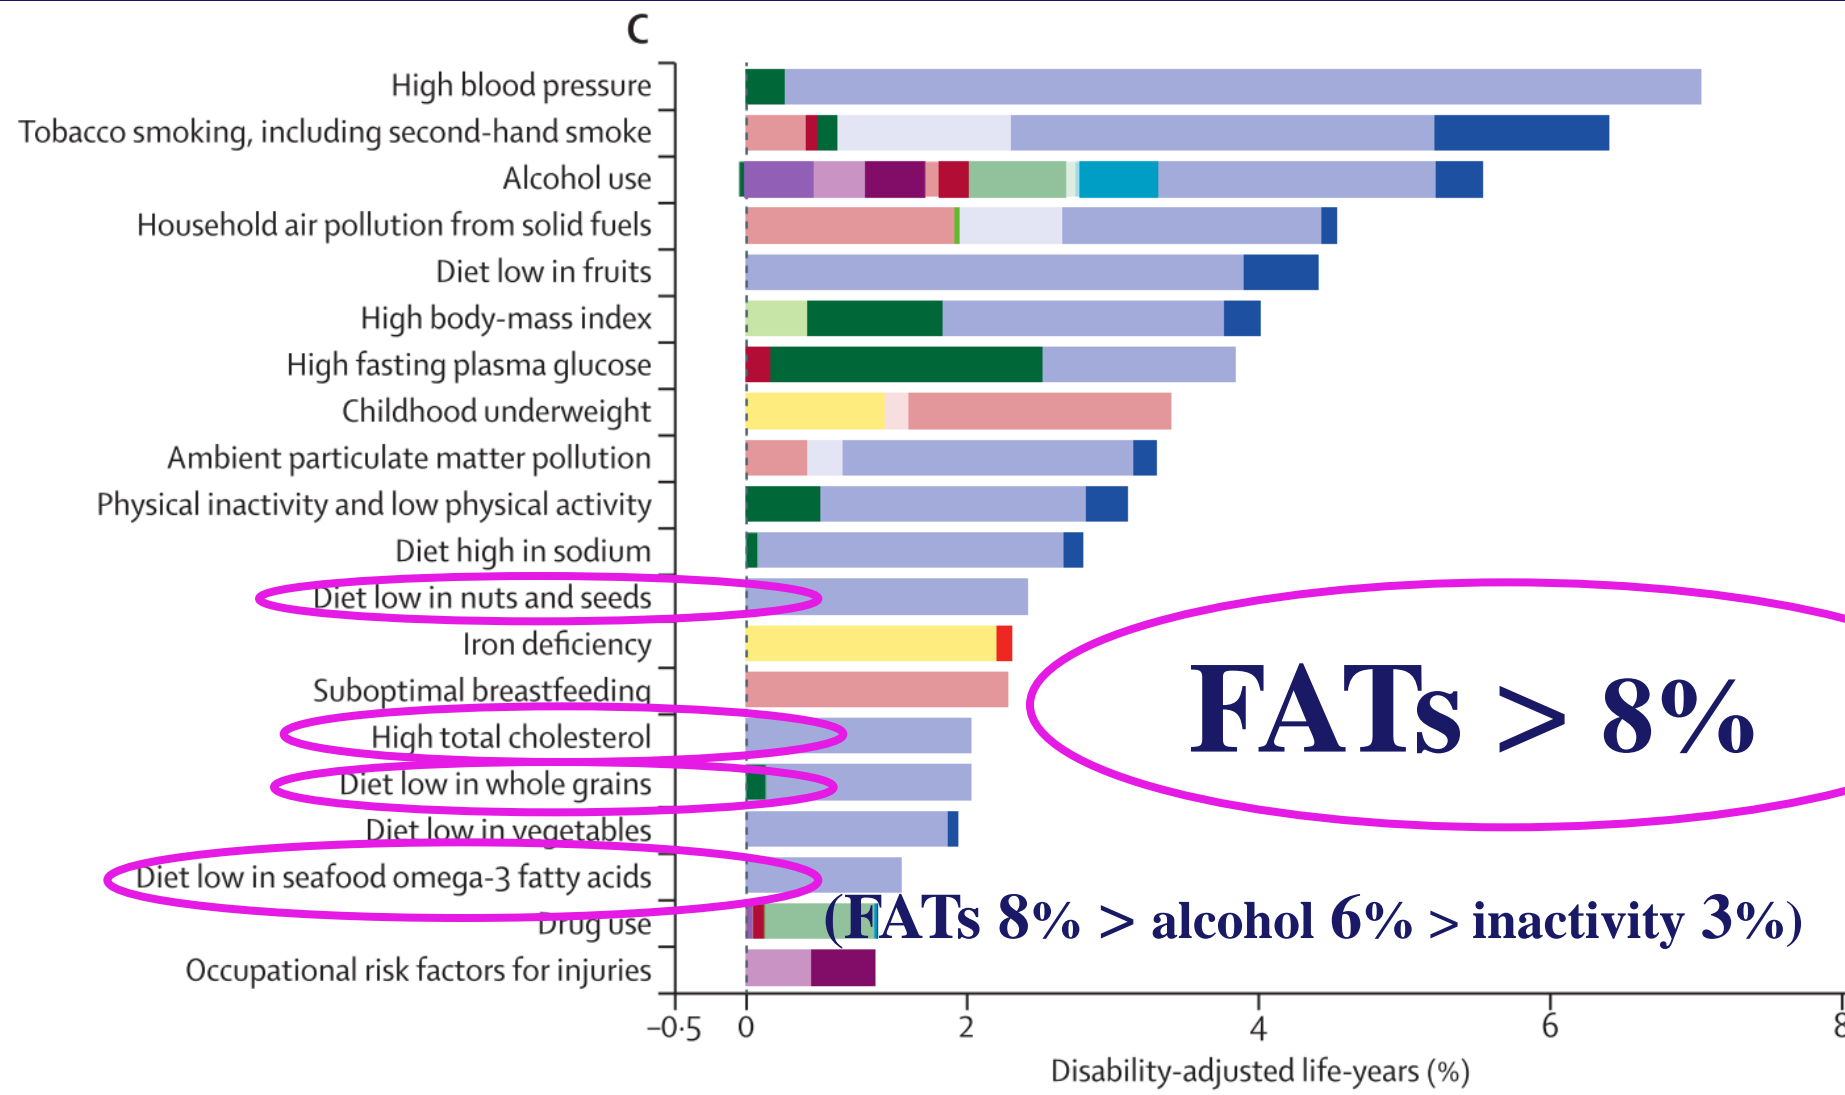 C
High blood pressure
Tobacco smoking, including second-hand smoke
Alcohol use
Household air pollution from solid fuels
Diet low in fruits
High body-mass index
High fasting plasma glucose
Childhood underweight
Ambient particulate matter pollution
Physical inactivity and low physical activity
Diet high in sodium
Diet low in nuts and seeds
Iron deficiency
Suboptimal breastfeeding
FATs > 8%
High total cholesterol
Diet low in whole grains
Diet low in vegetables
Diet low in seafood omega-3 fatty acids
Drug use
(FATs 8% > alcohol 6% > inactivity 3%)
Occupational risk factors for injuries
–0·5 0 2 4 6 8
Disability-adjusted life-years (%)